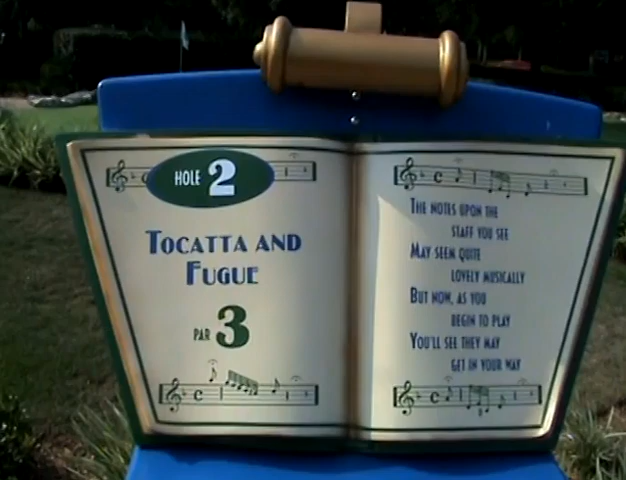 HOLE 2
TOCATTA AND
FUGUE
PAR 3
THE NOTES UPON THE
STAFF YOU SEE
MAY SEEM QUITE
LOVELY MUSICALLY
BUT NOW, AS YOU
BEGIN TO PLAY
YOU'LL SEE THEY MAY
GET IN YOUR WAY